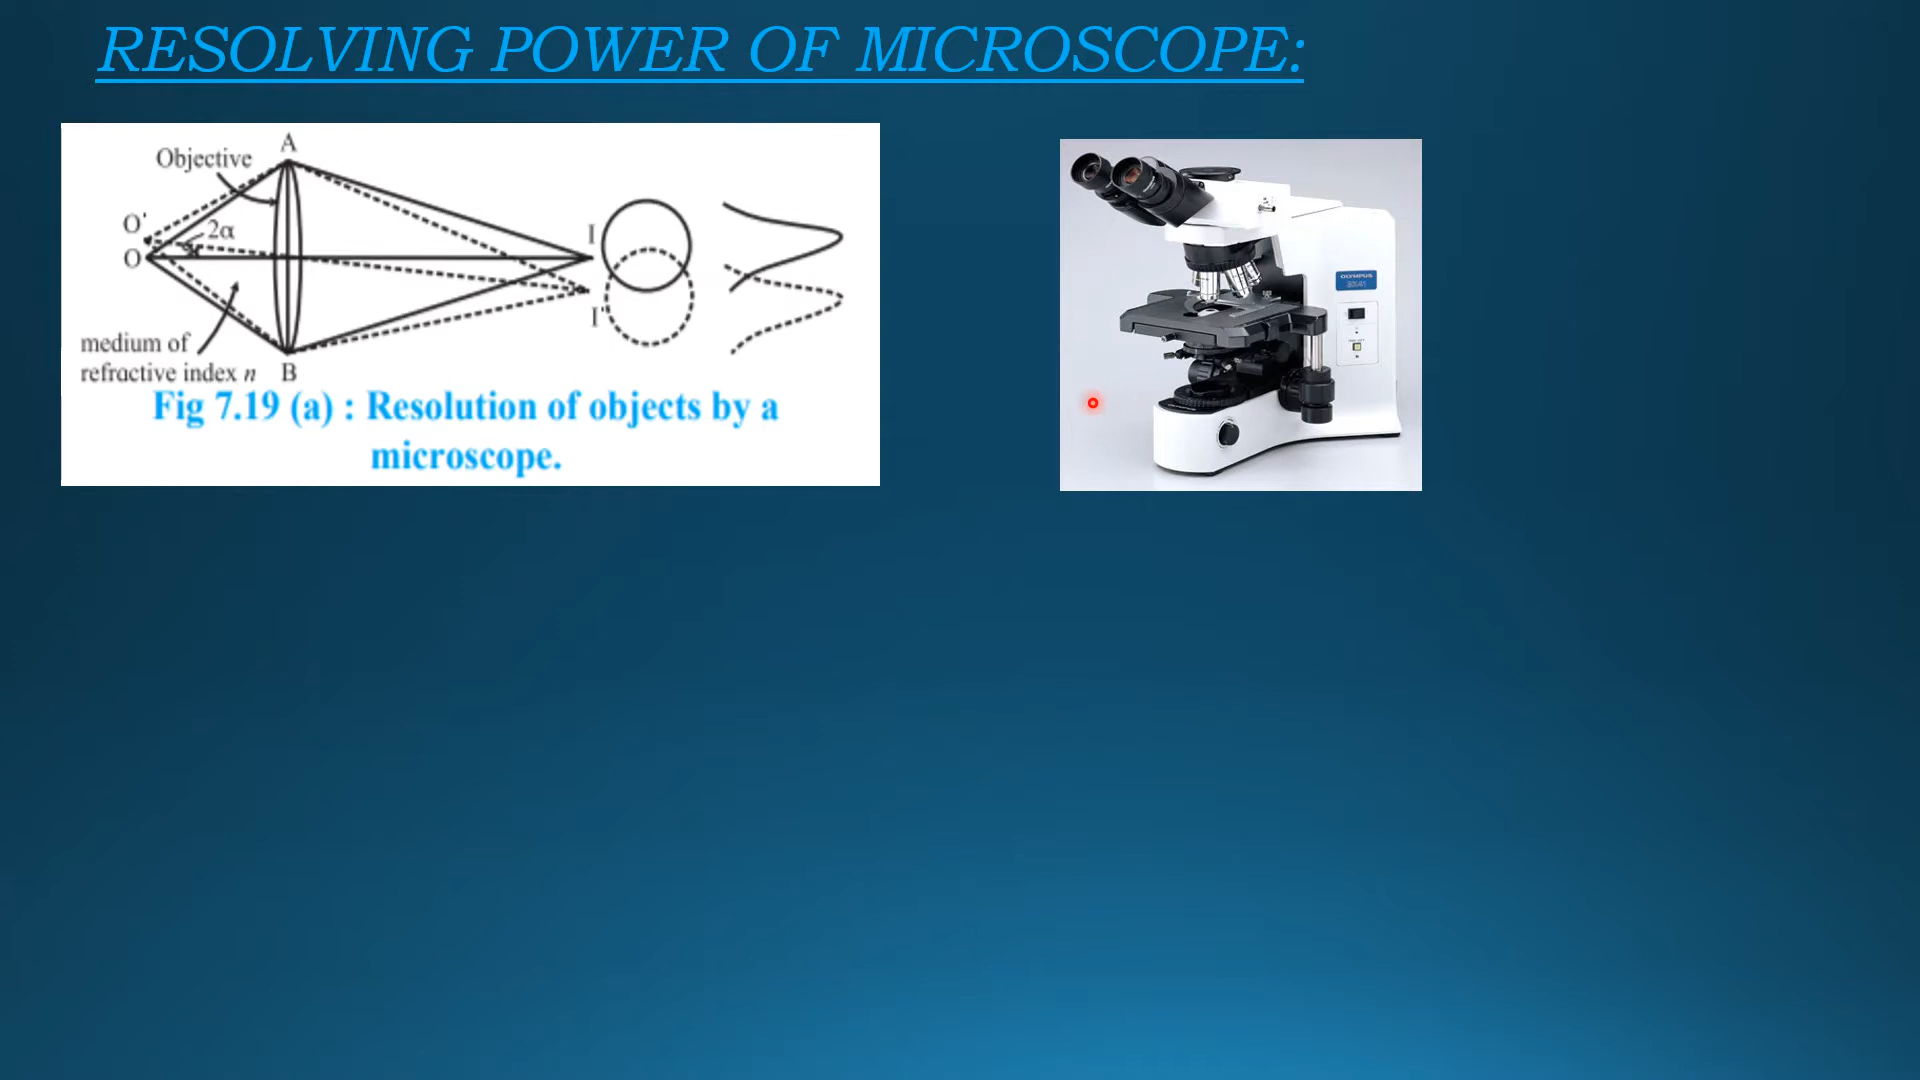 RESOLVING POWER OF MICROSCOPE:
A
Objective
O'
2α
O
I
I'
medium of
refractive index n
B
Fig 7.19 (a) : Resolution of objects by a
microscope.
OLYMPUS